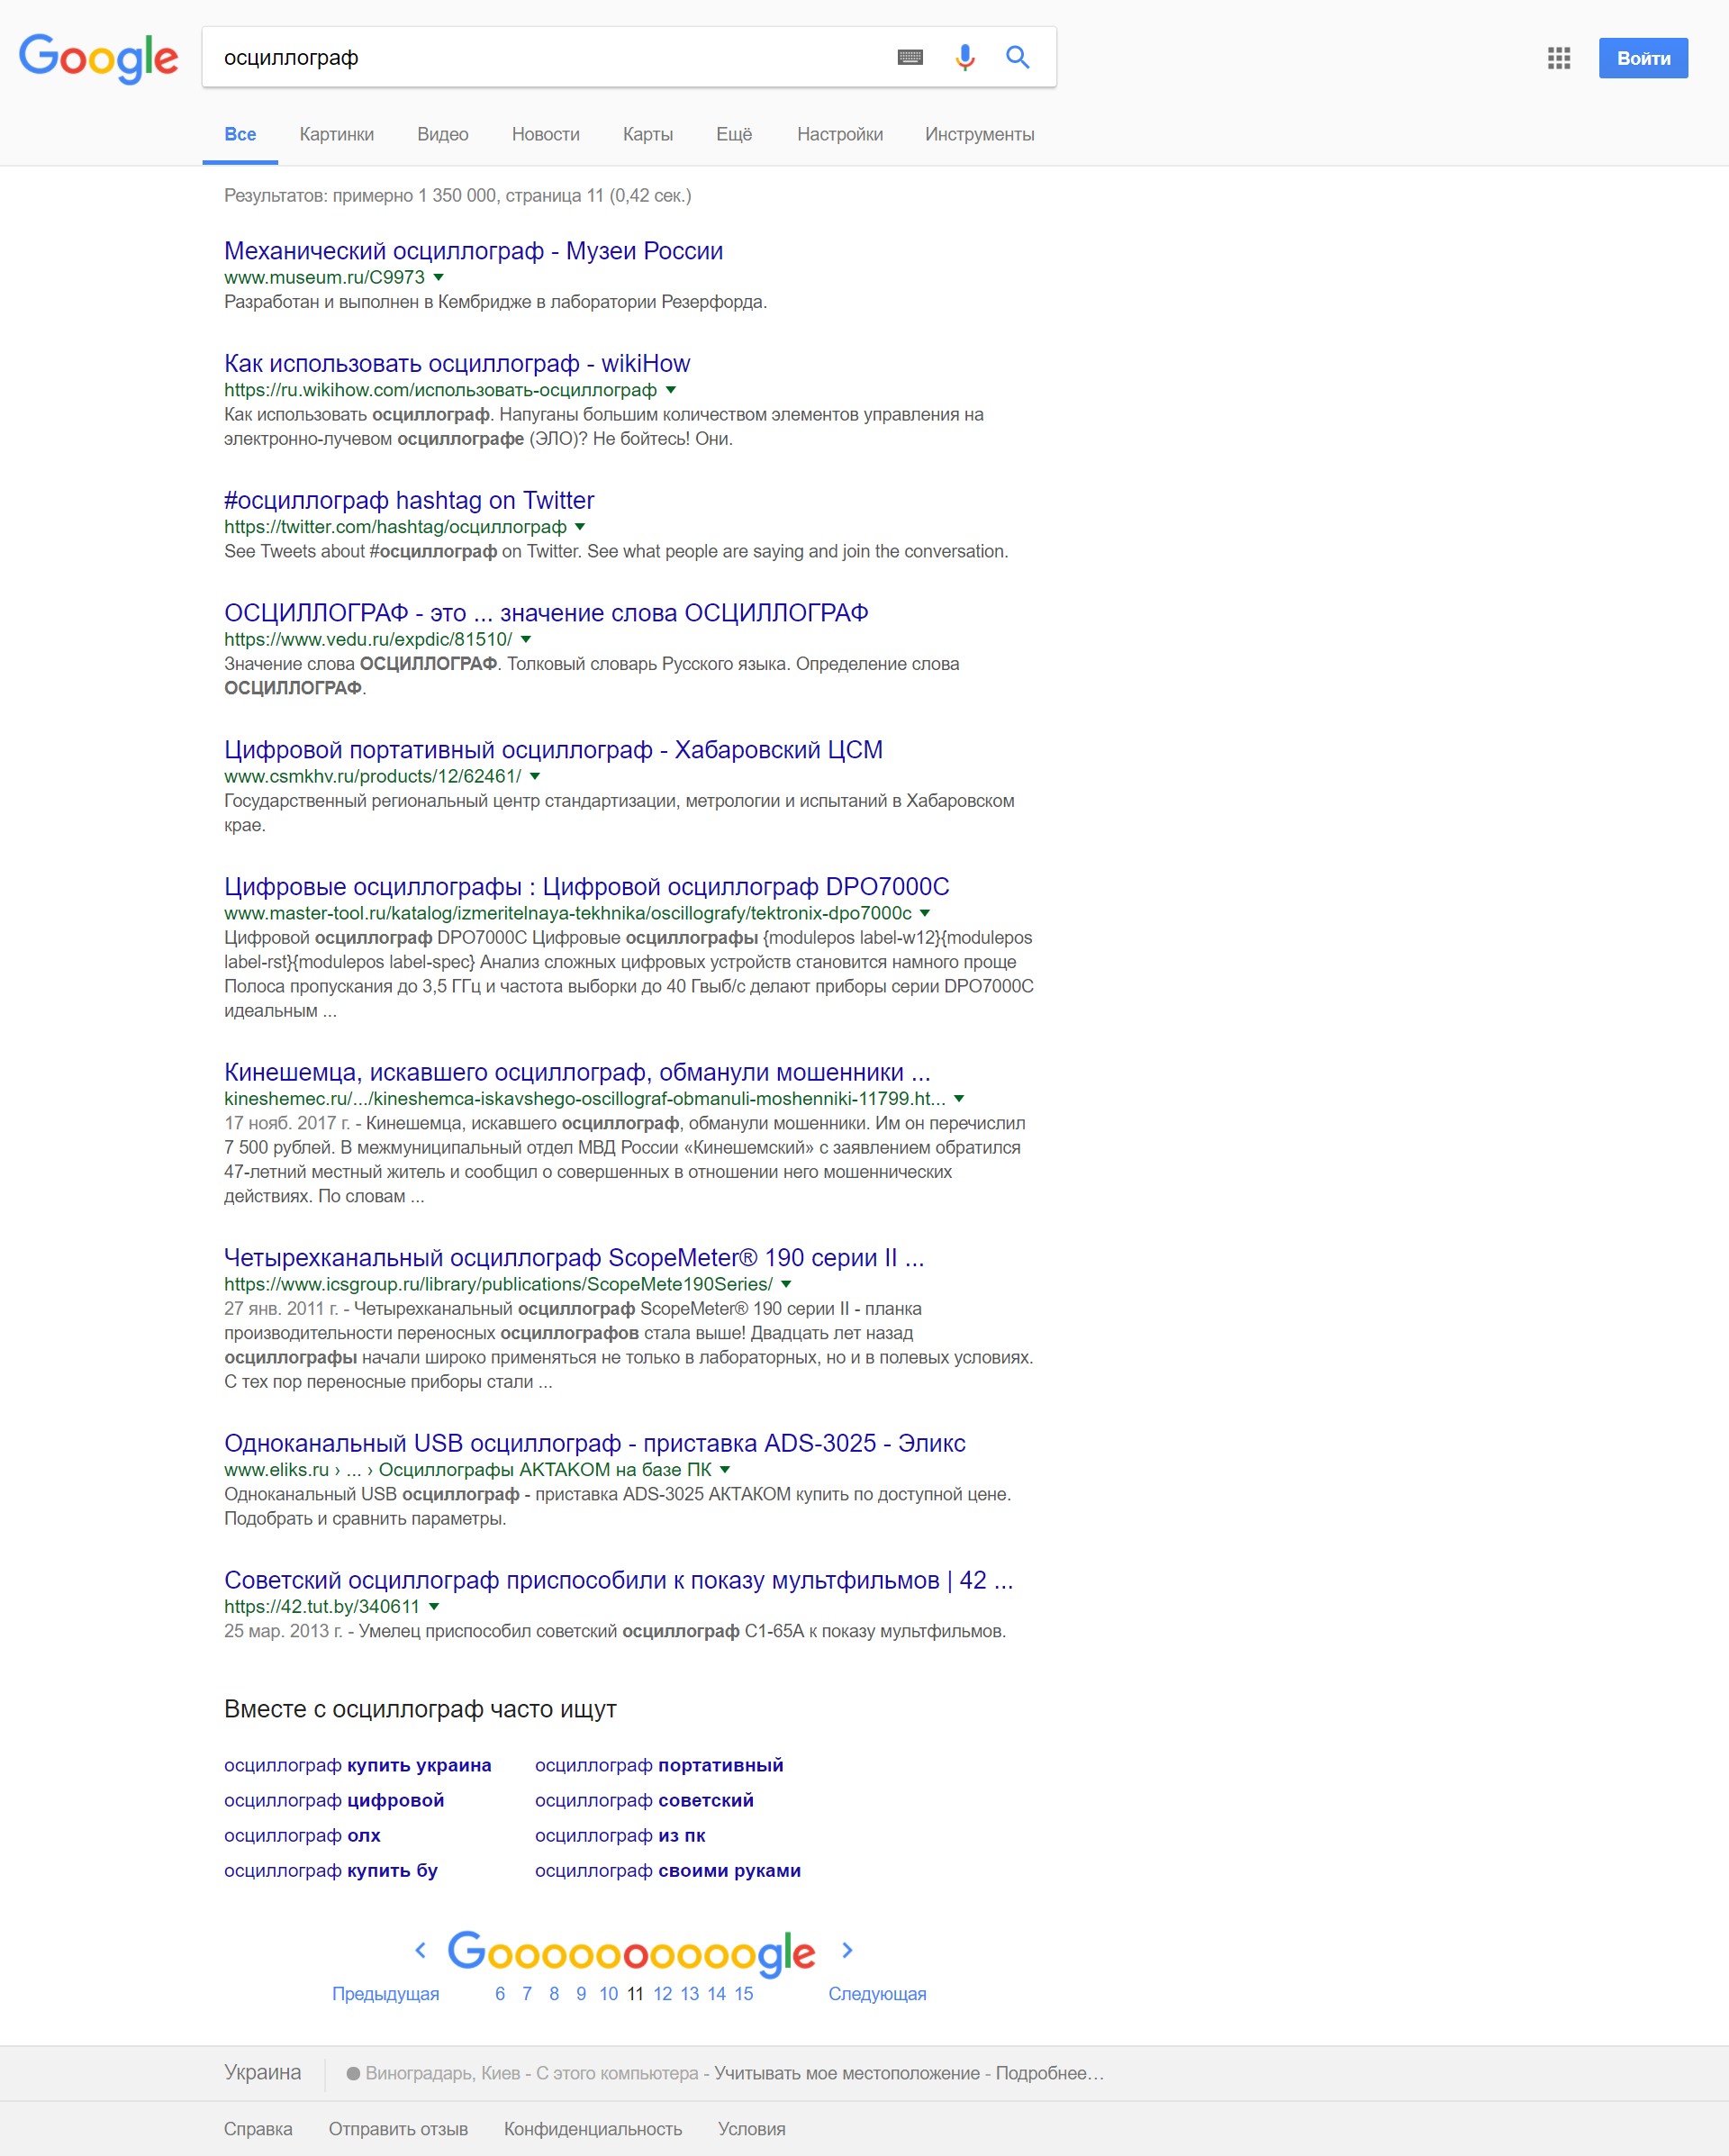 Google
осциллограф
Войти
Все Картинки Видео Новости Карты Ещё Настройки Инструменты
Результатов: примерно 1 350 000, страница 11 (0,42 сек.)
Механический осциллограф - Музеи России
www.museum.ru/C9973
Разработан и выполнен в Кембридже в лаборатории Резерфорда.
Как использовать осциллограф - wikiHow
https://ru.wikihow.com/использовать-осциллограф
Как использовать осциллограф. Напуганы большим количеством элементов управления на
электронно-лучевом осциллографе (ЭЛО)? Не бойтесь! Они.
#осциллограф hashtag on Twitter
https://twitter.com/hashtag/осциллограф
See Tweets about #осциллограф on Twitter. See what people are saying and join the conversation.
ОСЦИЛЛОГРАФ - это ... значение слова ОСЦИЛЛОГРАФ
https://www.vedu.ru/expdic/81510/
Значение слова ОСЦИЛЛОГРАФ. Толковый словарь Русского языка. Определение слова
ОСЦИЛЛОГРАФ.
Цифровой портативный осциллограф - Хабаровский ЦСМ
www.csmkhv.ru/products/12/62461/
Государственный региональный центр стандартизации, метрологии и испытаний в Хабаровском
крае.
Цифровые осциллографы : Цифровой осциллограф DPO7000C
www.master-tool.ru/katalog/izmeritelnaya-tekhnika/oscillografy/tektronix-dpo7000c
Цифровой осциллограф DPO7000C Цифровые осциллографы {modulepos label-w12}{modulepos
label-rst}{modulepos label-spec} Анализ сложных цифровых устройств становится намного проще
Полоса пропускания до 3,5 ГГц и частота выборки до 40 Гвыб/с делают приборы серии DPO7000C
идеальным ...
Кинешемца, искавшего осциллограф, обманули мошенники ...
kineshemec.ru/.../kineshemca-iskavshego-oscillograf-obmanuli-moshenniki-11799.ht...
17 нояб. 2017 г. - Кинешемца, искавшего осциллограф, обманули мошенники. Им он перечислил
7 500 рублей. В межмуниципальный отдел МВД России «Кинешемский» с заявлением обратился
47-летний местный житель и сообщил о совершенных в отношении него мошеннических
действиях. По словам ...
Четырехканальный осциллограф ScopeMeter® 190 серии II ...
https://www.icsgroup.ru/library/publications/ScopeMete190Series/
27 янв. 2011 г. - Четырехканальный осциллограф ScopeMeter® 190 серии II - планка
производительности переносных осциллографов стала выше! Двадцать лет назад
осциллографы начали широко применяться не только в лабораторных, но и в полевых условиях.
С тех пор переносные приборы стали ...
Одноканальный USB осциллограф - приставка ADS-3025 - Эликс
www.eliks.ru › ... › Осциллографы АКТАКОМ на базе ПК
Одноканальный USB осциллограф - приставка ADS-3025 АКТАКОМ купить по доступной цене.
Подобрать и сравнить параметры.
Советский осциллограф приспособили к показу мультфильмов | 42 ...
https://42.tut.by/340611
25 мар. 2013 г. - Умелец приспособил советский осциллограф С1-65А к показу мультфильмов.
Вместе с осциллограф часто ищут
осциллограф купить украина осциллограф портативный
осциллограф цифровой осциллограф советский
осциллограф олх осциллограф из пк
осциллограф купить бу осциллограф своими руками
Goooooooooogle
Предыдущая 6 7 8 9 10 11 12 13 14 15 Следующая
Украина Виноградарь, Киев - С этого компьютера - Учитывать мое местоположение - Подробнее…
Справка Отправить отзыв Конфиденциальность Условия